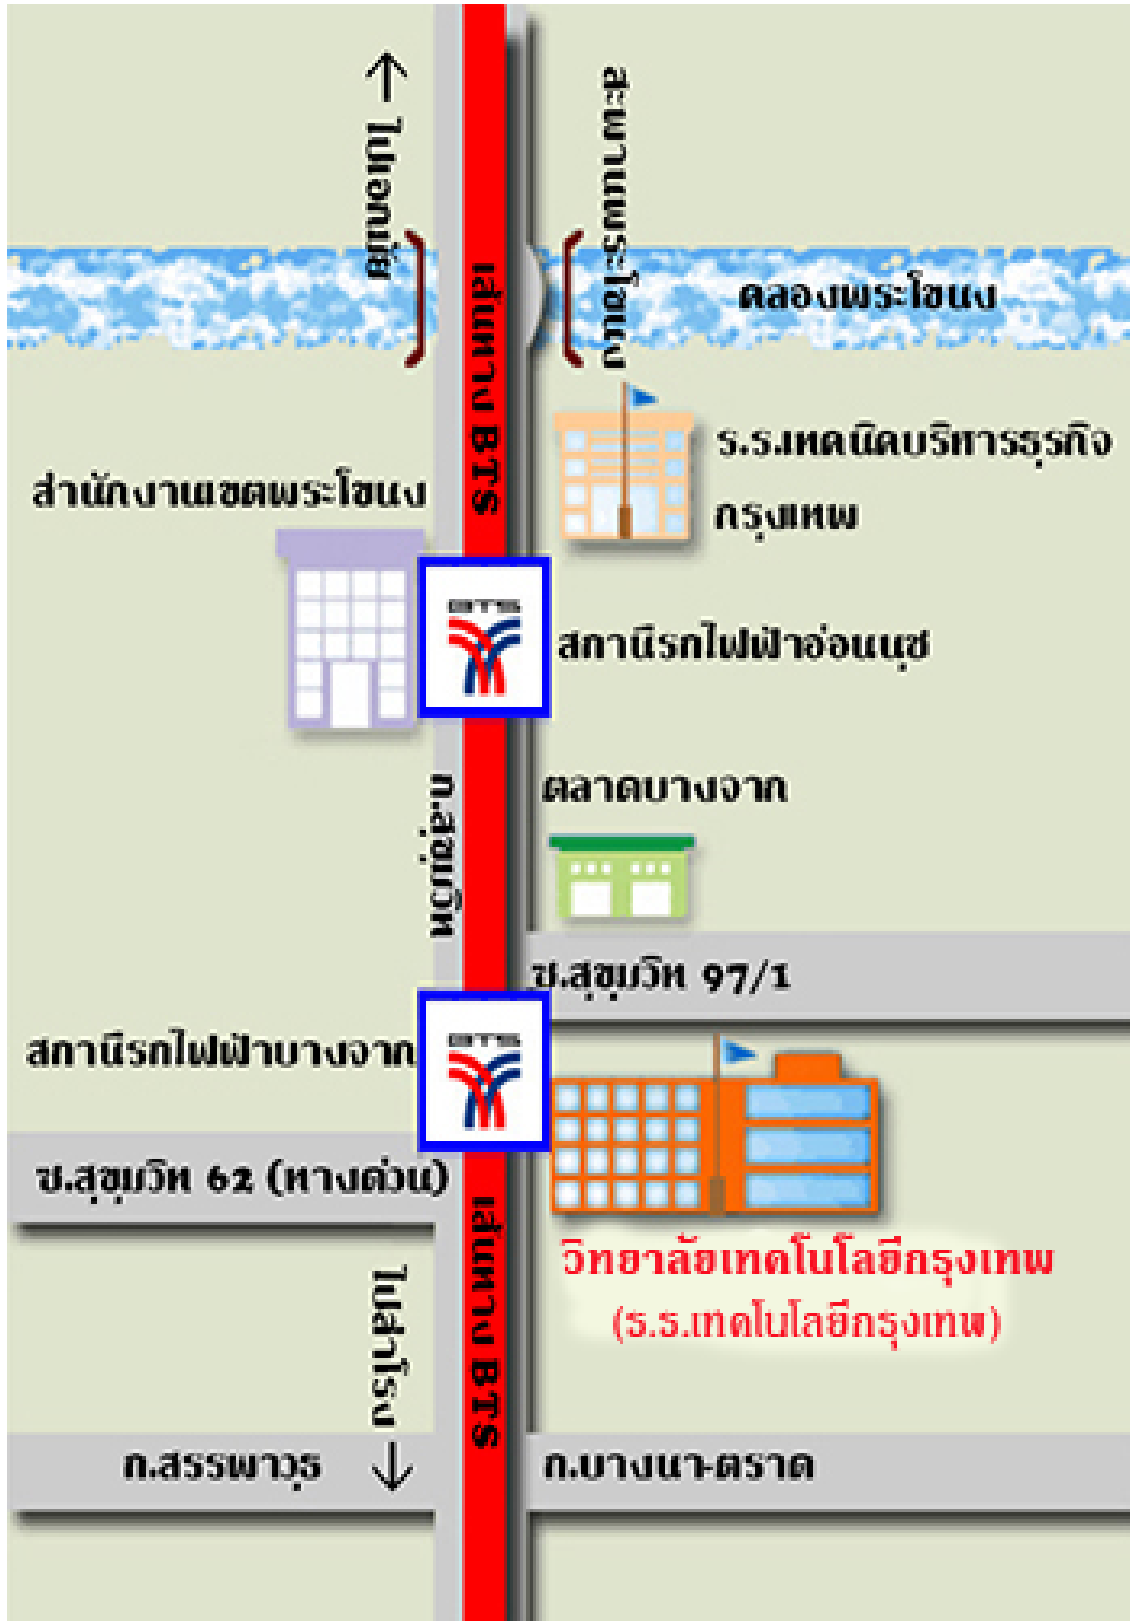 → ไปเอกมัย
สะพานพระโขนง
คลองพระโขนง
เส้นทาง BTS
ร.ร.เทคนิคบริหารธุรกิจ
กรุงเทพ
สำนักงานเขตพระโขนง
BTS
สถานีรถไฟฟ้าอ่อนนุช
ตลาดบางจาก
ถ.สุขุมวิท
ซ.สุขุมวิท 97/1
BTS
สถานีรถไฟฟ้าบางจาก
ซ.สุขุมวิท 62 (ทางด่วน)
เส้นทาง BTS
วิทยาลัยเทคโนโลยีกรุงเทพ
(ร.ร.เทคโนโลยีกรุงเทพ)
ไปสำโรง →
ถ.สรรพาวุธ
ถ.บางนา-ตราด